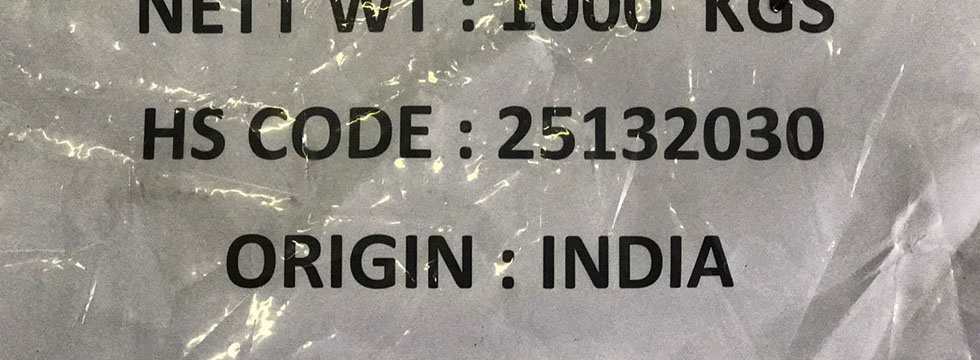 NETT WT : 1000 KGS
HS CODE : 25132030
ORIGIN : INDIA